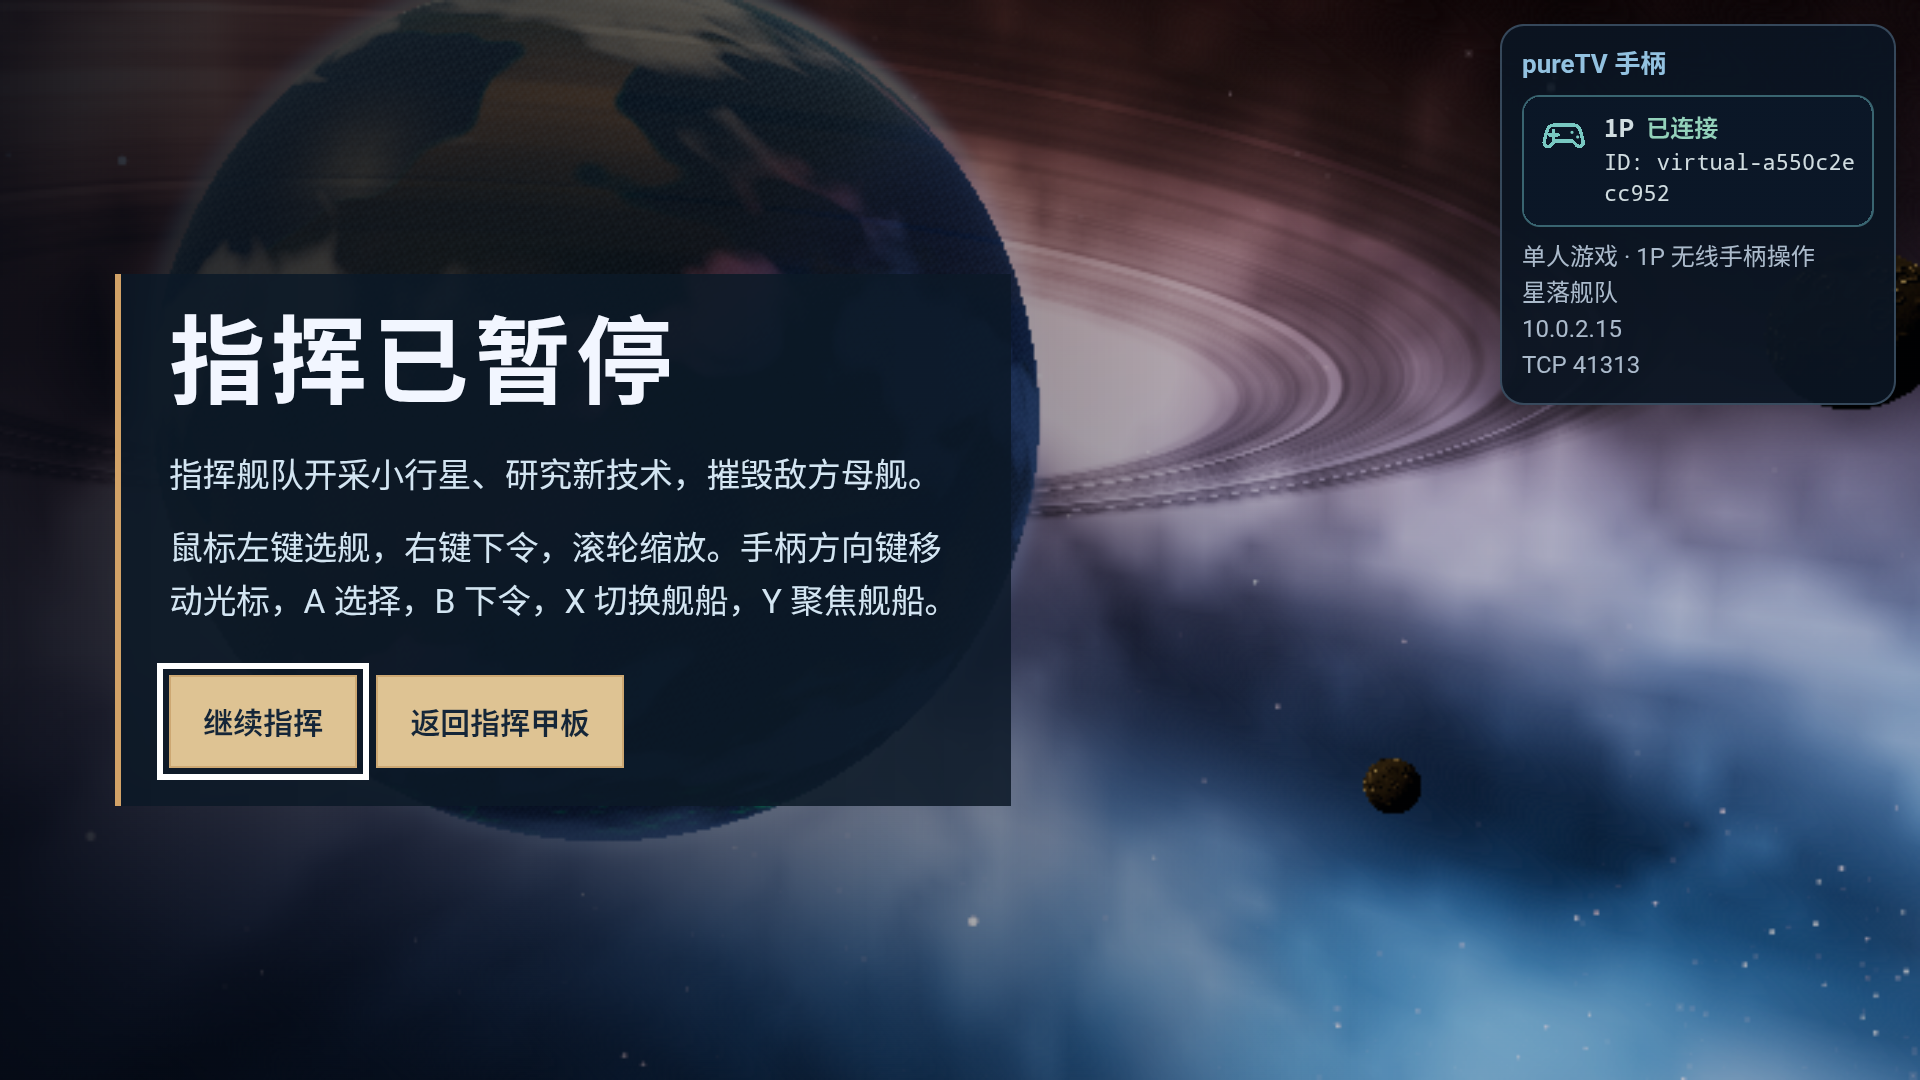 指挥已暂停
指挥舰队开采小行星、研究新技术，摧毁敌方母舰。
鼠标左键选舰，右键下令，滚轮缩放。手柄方向键移
动光标，A 选择，B 下令，X 切换舰船，Y 聚焦舰船。
继续指挥
返回指挥甲板
pureTV 手柄
1P 已连接
ID: virtual-a550c2e
cc952
单人游戏 · 1P 无线手柄操作
星落舰队
10.0.2.15
TCP 41313